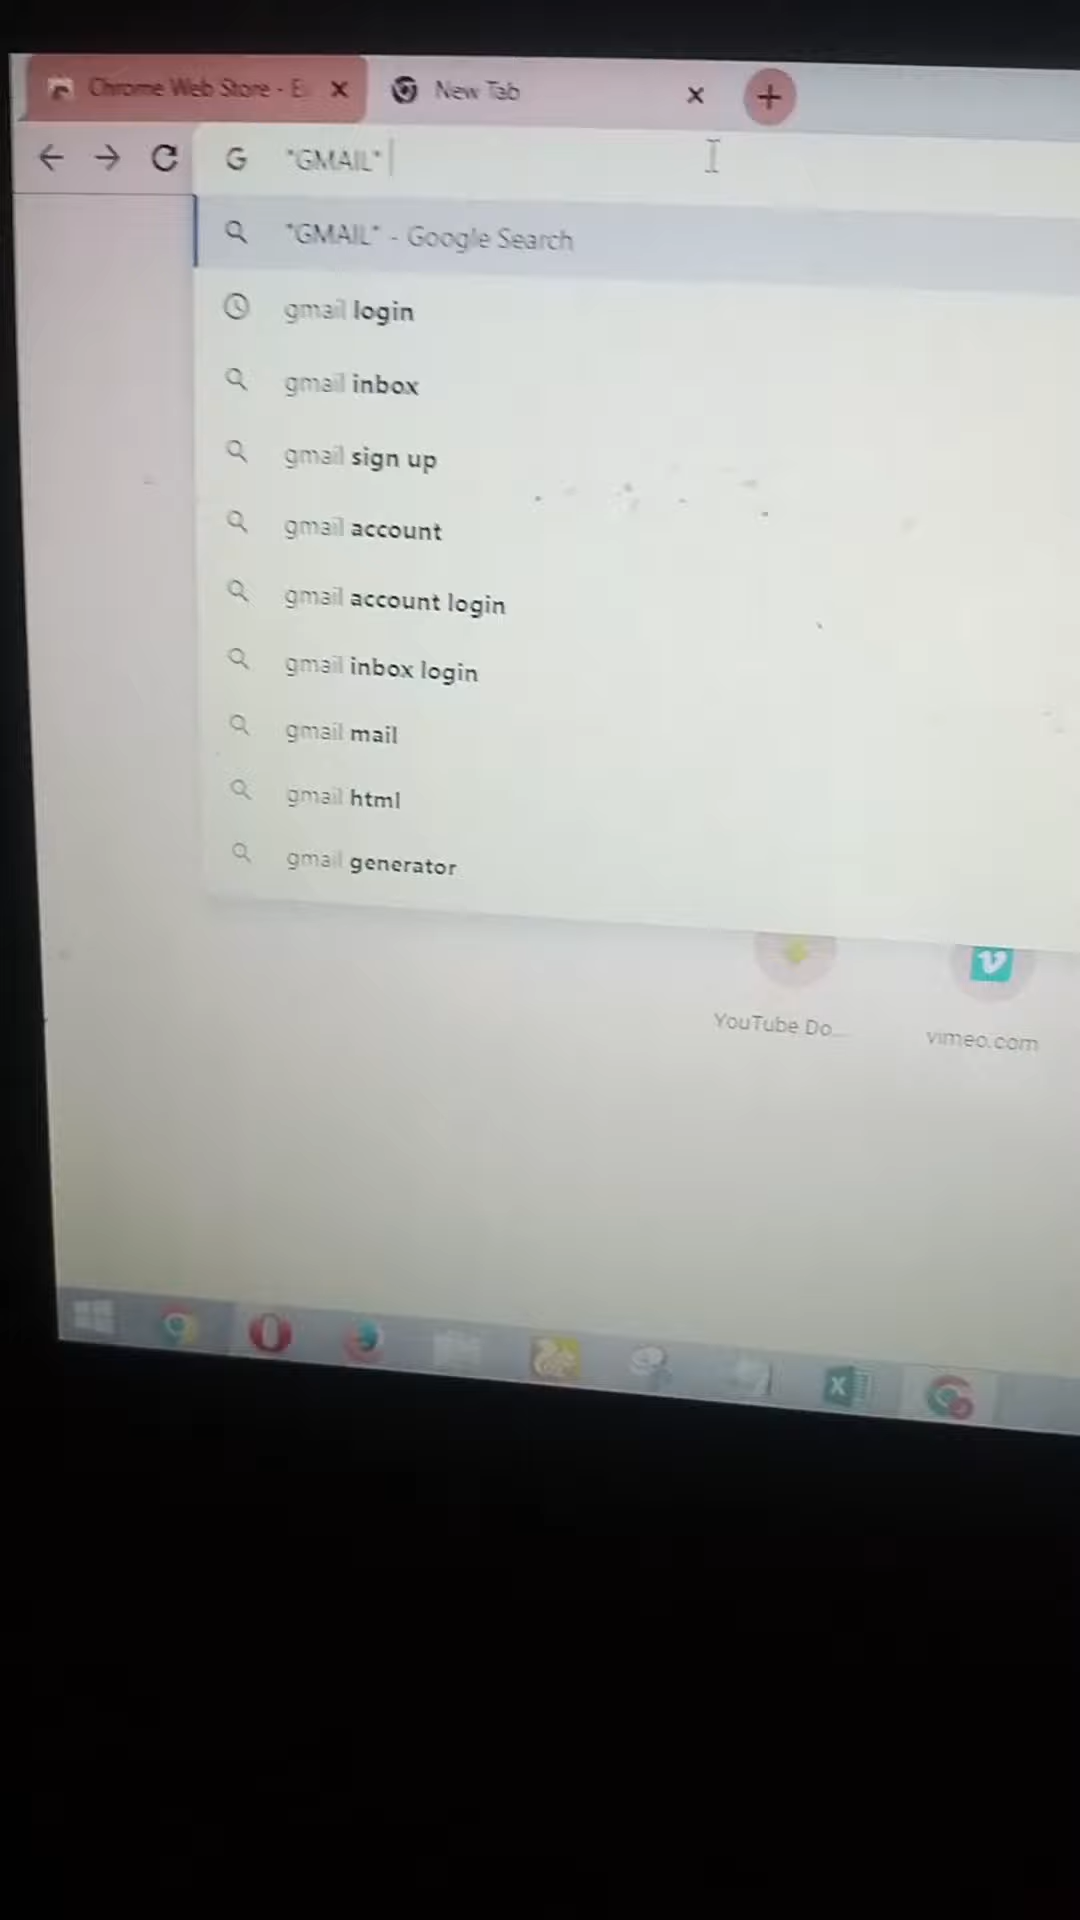 Chrome Web Store - E
New Tab
"GMAIL"
"GMAIL" - Google Search
gmail login
gmail inbox
gmail sign up
gmail account
gmail account login
gmail inbox login
gmail mail
gmail html
gmail generator
YouTube Do...
vimeo.com